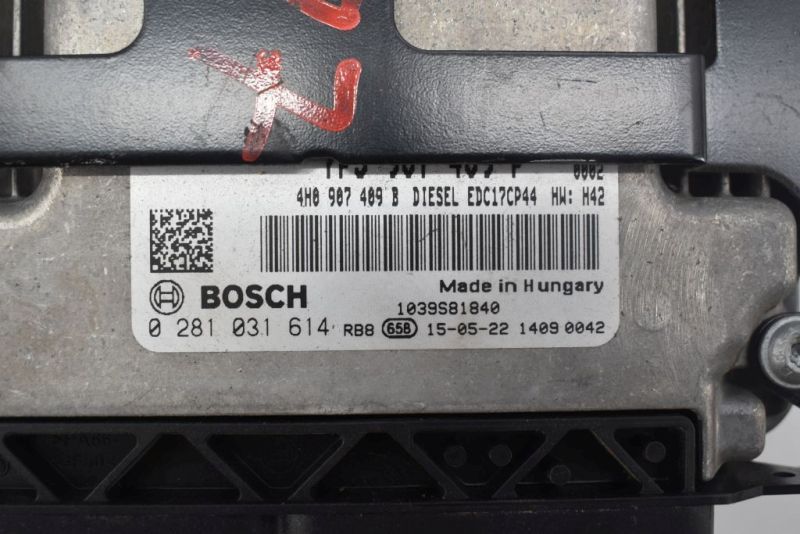 0002
4H0 907 409 B DIESEL EDC17CP44 HW: H42
Made in Hungary
BOSCH
1039S81840
0 281 031 614 RB8 658 15-05-22 1409 0042